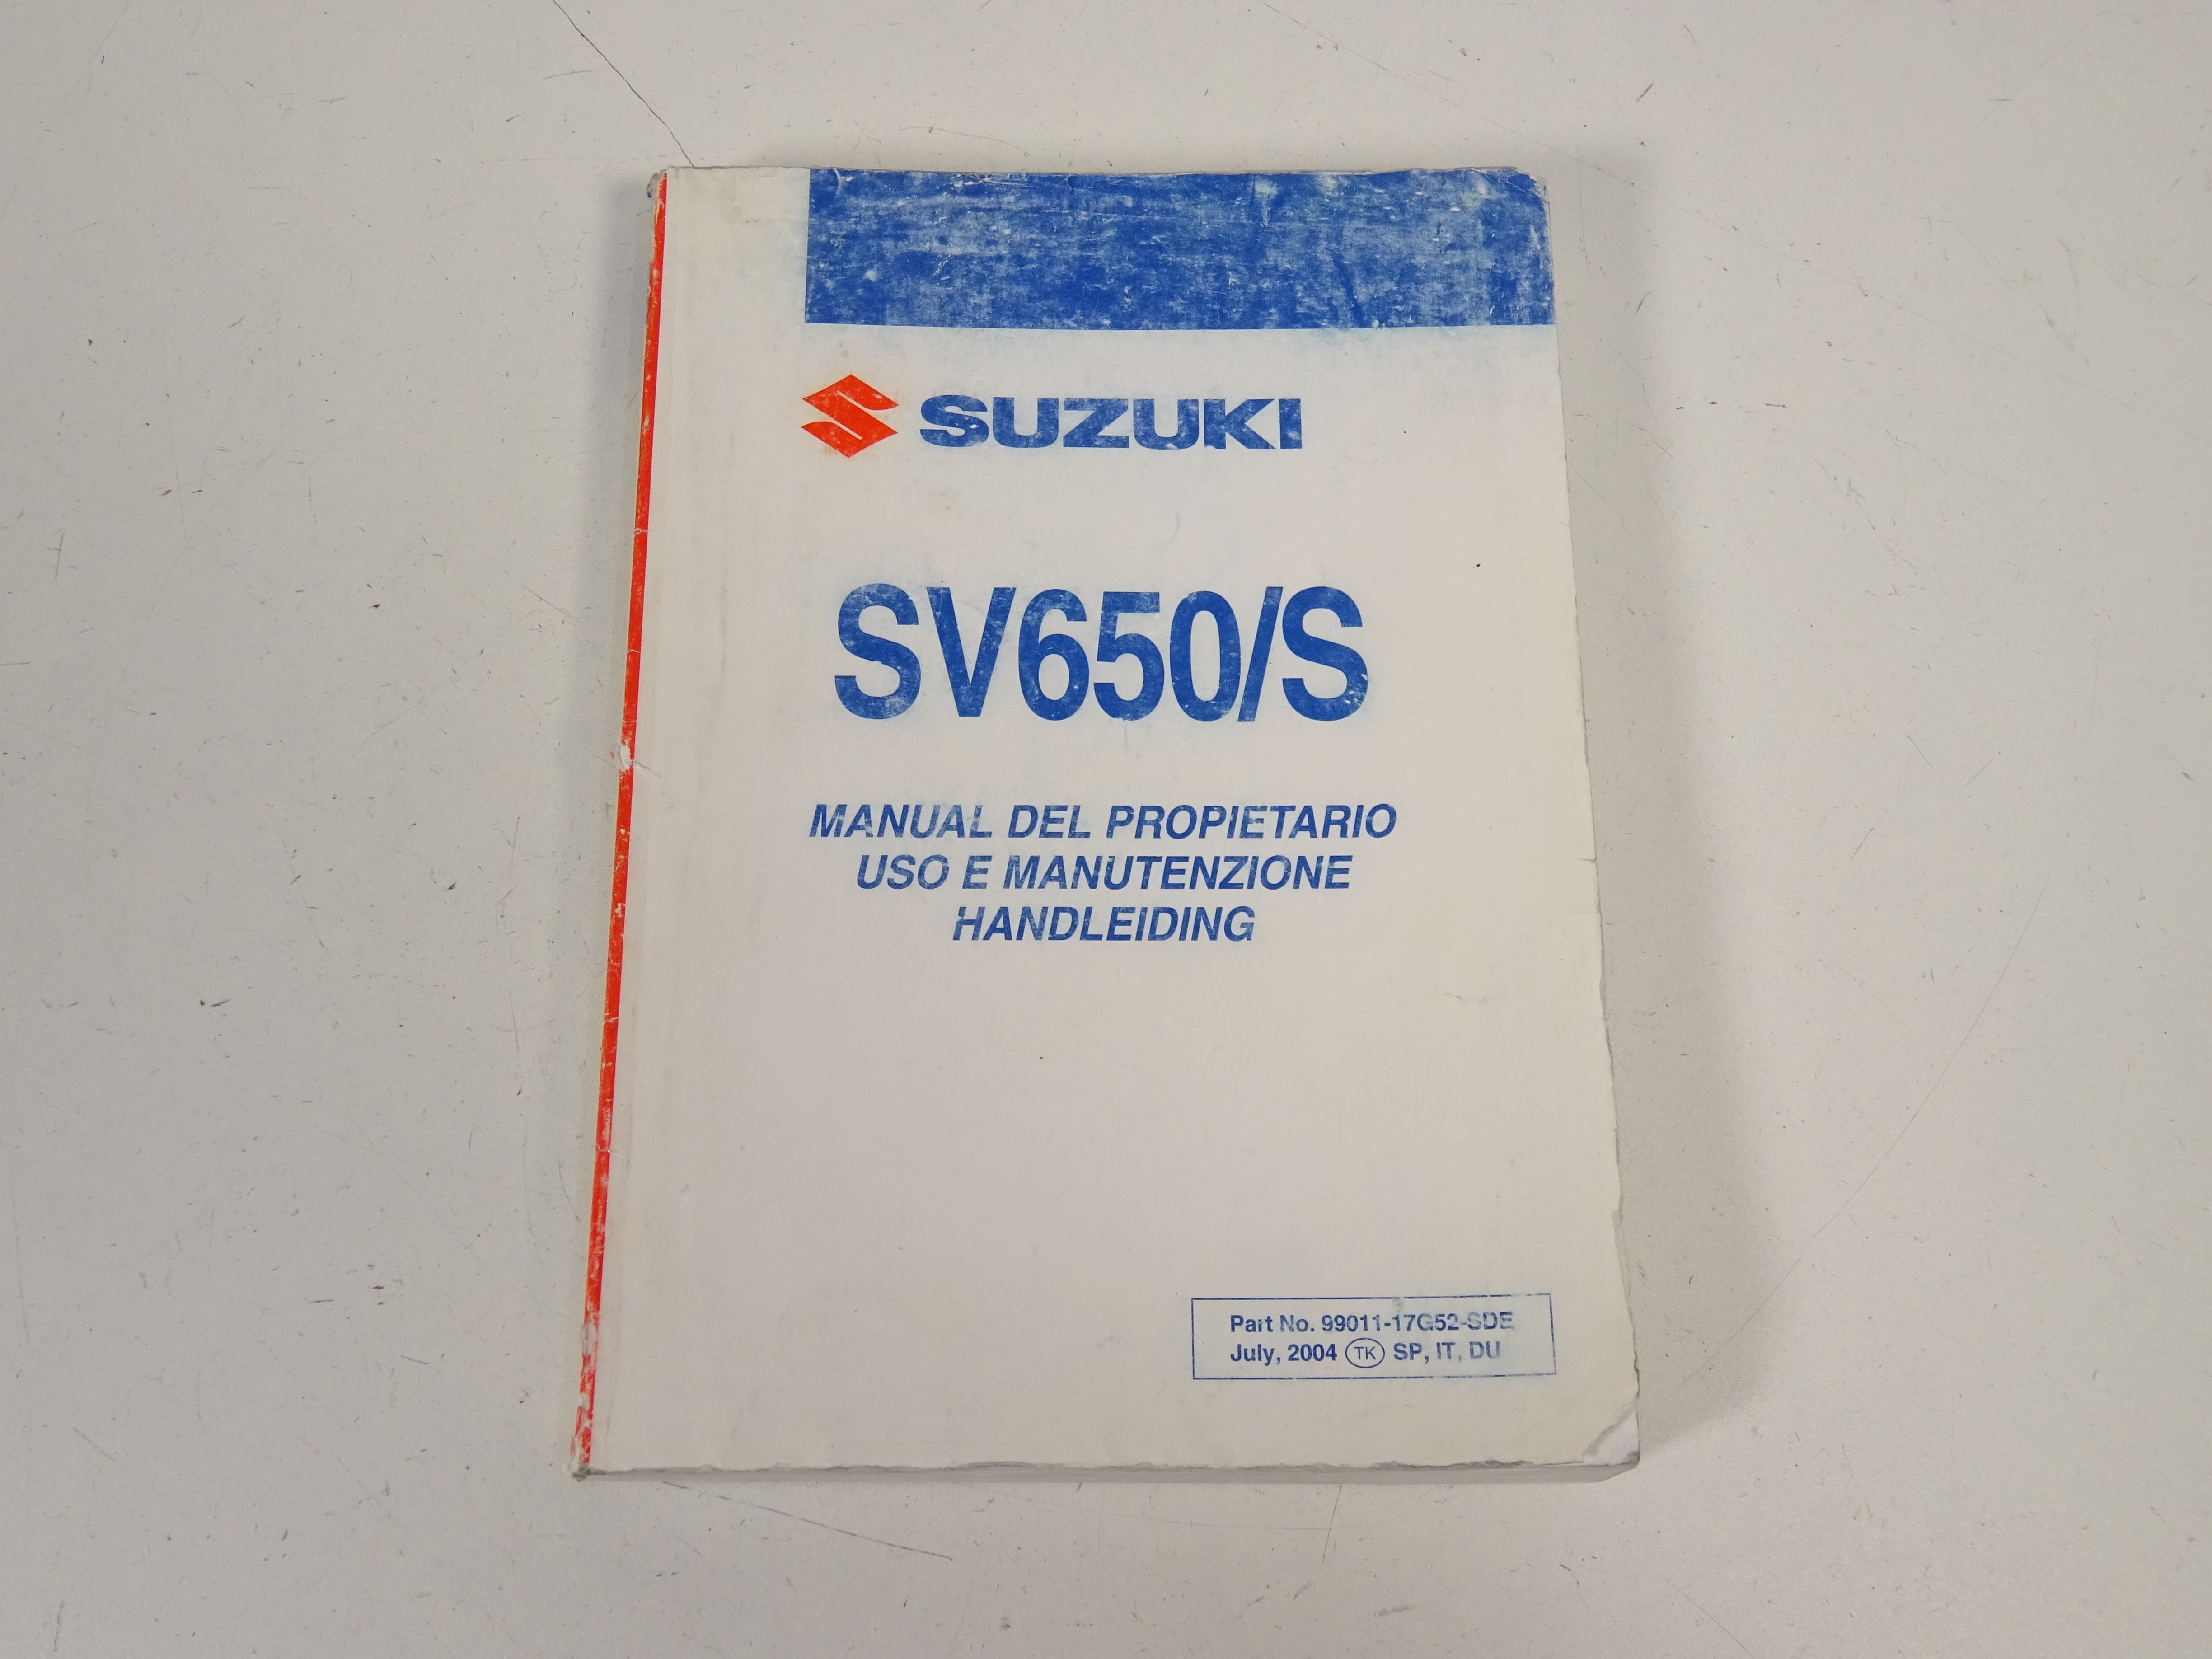 SUZUKI
SV650/S
MANUAL DEL PROPIETARIO
USO E MANUTENZIONE
HANDLEIDING
Part No. 99011-17G52-SDE
July, 2004 TK SP, IT, DU